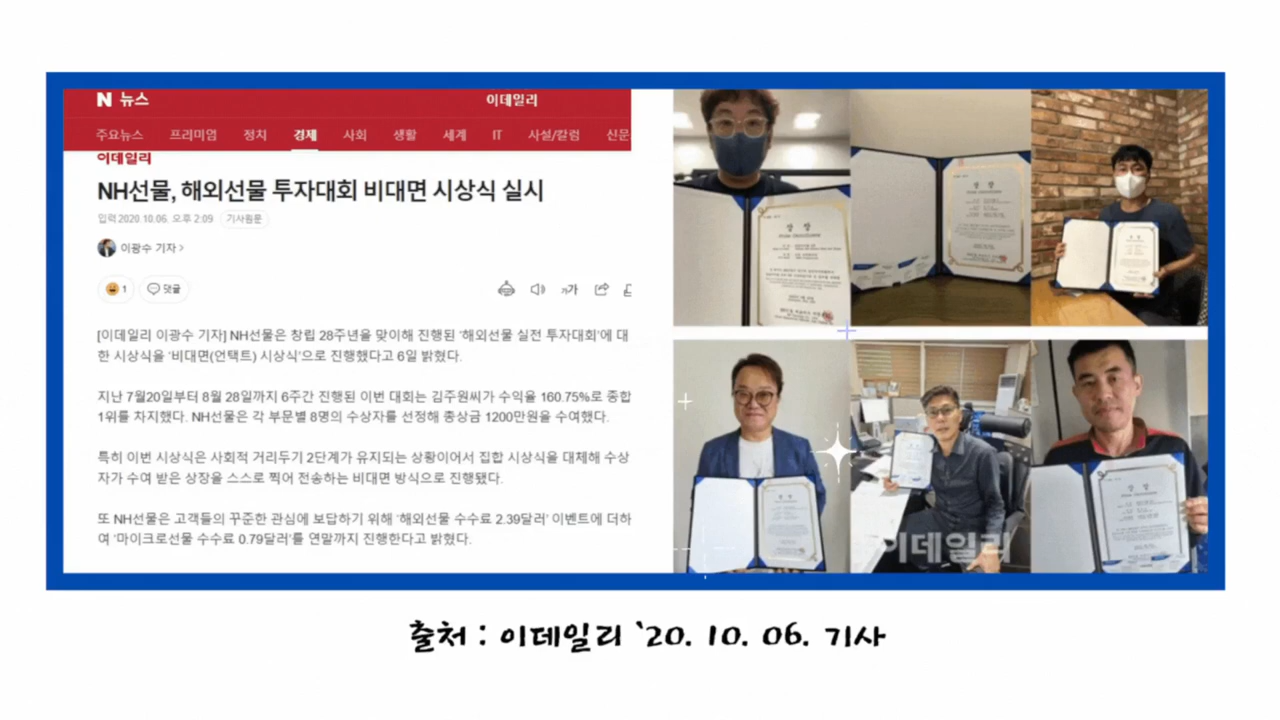 N 뉴스
이데일리
주요뉴스 프리미엄 정치 경제 사회 생활 세계 IT 사설/칼럼 신문
이데일리
NH선물, 해외선물 투자대회 비대면 시상식 실시
입력 2020.10.06. 오후 2:09 기사원문
이광수 기자
1 댓글
가가
[이데일리 이광수 기자] NH선물은 창립 28주년을 맞이해 진행된 '해외선물 실전 투자대회'에 대
한 시상식을 '비대면(언택트) 시상식'으로 진행했다고 6일 밝혔다.
지난 7월20일부터 8월 28일까지 6주간 진행된 이번 대회는 김주원씨가 수익율 160.75%로 종합
1위를 차지했다. NH선물은 각 부문별 8명의 수상자를 선정해 총상금 1200만원을 수여했다.
특히 이번 시상식은 사회적 거리두기 2단계가 유지되는 상황이어서 집합 시상식을 대체해 수상
자가 수여 받은 상장을 스스로 찍어 전송하는 비대면 방식으로 진행됐다.
또 NH선물은 고객들의 꾸준한 관심에 보답하기 위해 '해외선물 수수료 2.39달러' 이벤트에 더하
여 '마이크로선물 수수료 0.79달러'를 연말까지 진행한다고 밝혔다.
상장
상장
상장
상장
이데일리
출처 : 이데일리 `20. 10. 06. 기사